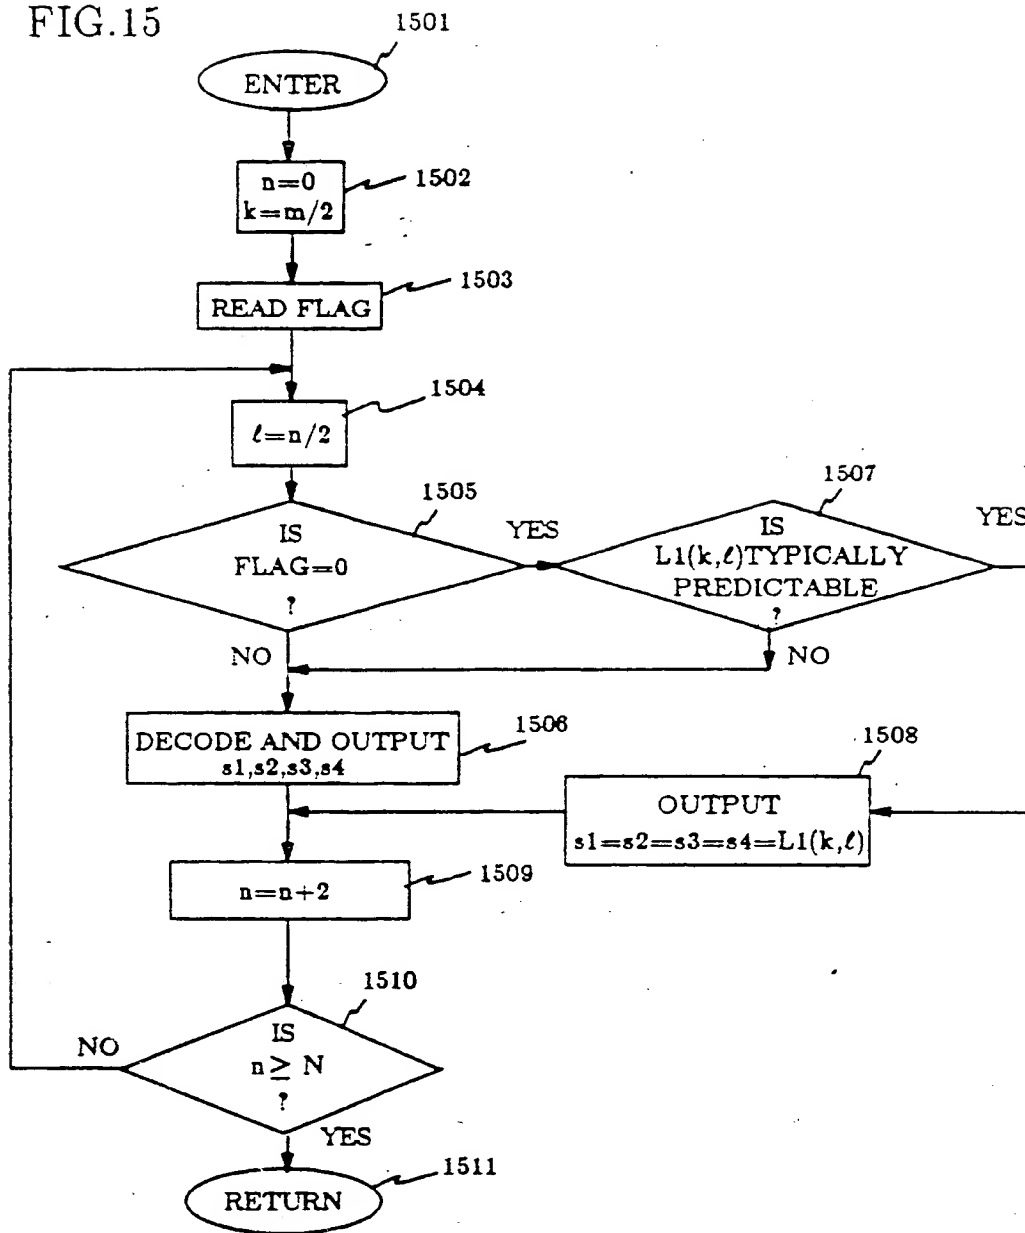 FIG.15
1501
ENTER
n=0
k=m/2
1502
1503
READ FLAG
1504
ℓ=n/2
1505
IS
FLAG=0
?
YES
NO
1507
IS
L1(k,ℓ)TYPICALLY
PREDICTABLE
?
YES
NO
DECODE AND OUTPUT
s1,s2,s3,s4
1506
1508
OUTPUT
s1=s2=s3=s4=L1(k,ℓ)
n=n+2
1509
1510
IS
n≥N
?
NO
YES
RETURN
1511